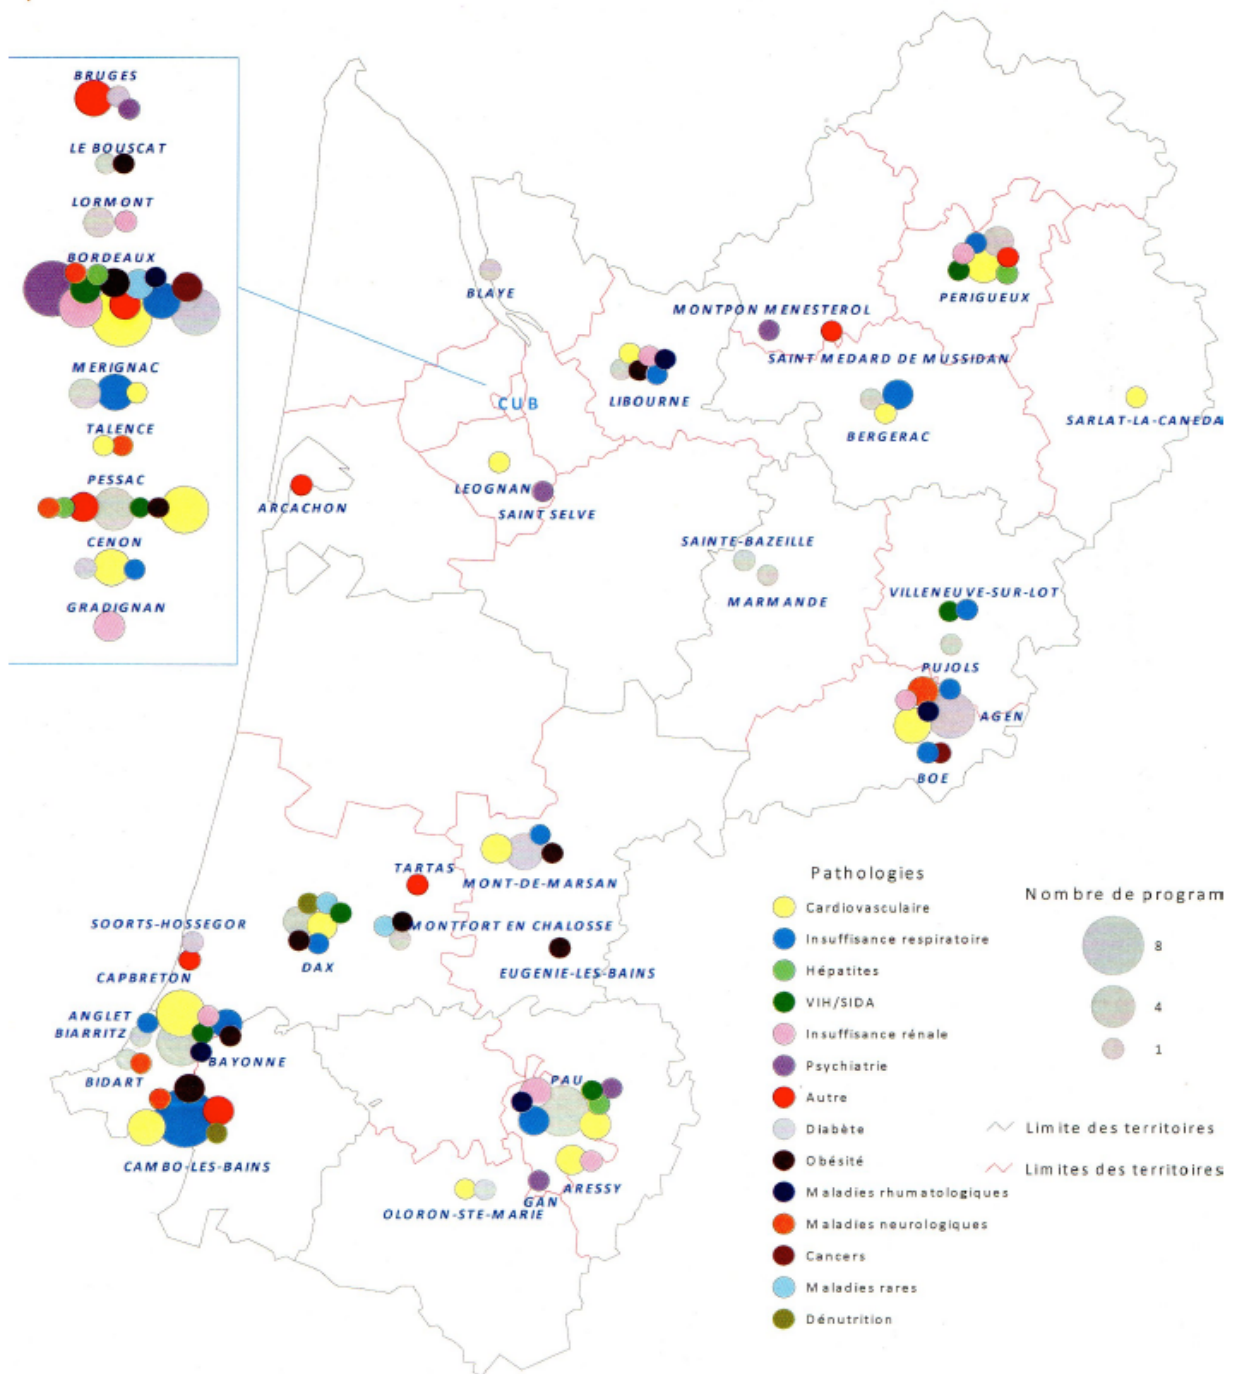 BRUGES
LE BOUSCAT
LORMONT
BORDEAUX
MERIGNAC
TALENCE
PESSAC
CENON
GRADIGNAN
BLAYE
CUB
LIBOURNE
MONTPON MENESTEROL
SAINT MEDARD DE MUSSIDAN
PERIGUEUX
BERGERAC
SARLAT-LA-CANEDA
ARCACHON
LEOGNAN
SAINT SELVE
SAINTE-BAZEILLE
MARMANDE
VILLENEUVE-SUR-LOT
PUJOLS
AGEN
BOE
TARTAS
MONT-DE-MARSAN
MONTFORT EN CHALOSSE
EUGENIE-LES-BAINS
DAX
SOORTS-HOSSEGOR
CAPBRETON
ANGLET
BIARRITZ
BAYONNE
BIDART
CAMBO-LES-BAINS
PAU
ARESSY
GAN
OLORON-STE-MARIE
Pathologies
Cardiovasculaire
Insuffisance respiratoire
Hépatites
VIH/SIDA
Insuffisance rénale
Psychiatrie
Autre
Diabète
Obésité
Maladies rhumatologiques
Maladies neurologiques
Cancers
Maladies rares
Dénutrition
Nombre de program
8
4
1
Limite des territoires
Limites des territoires